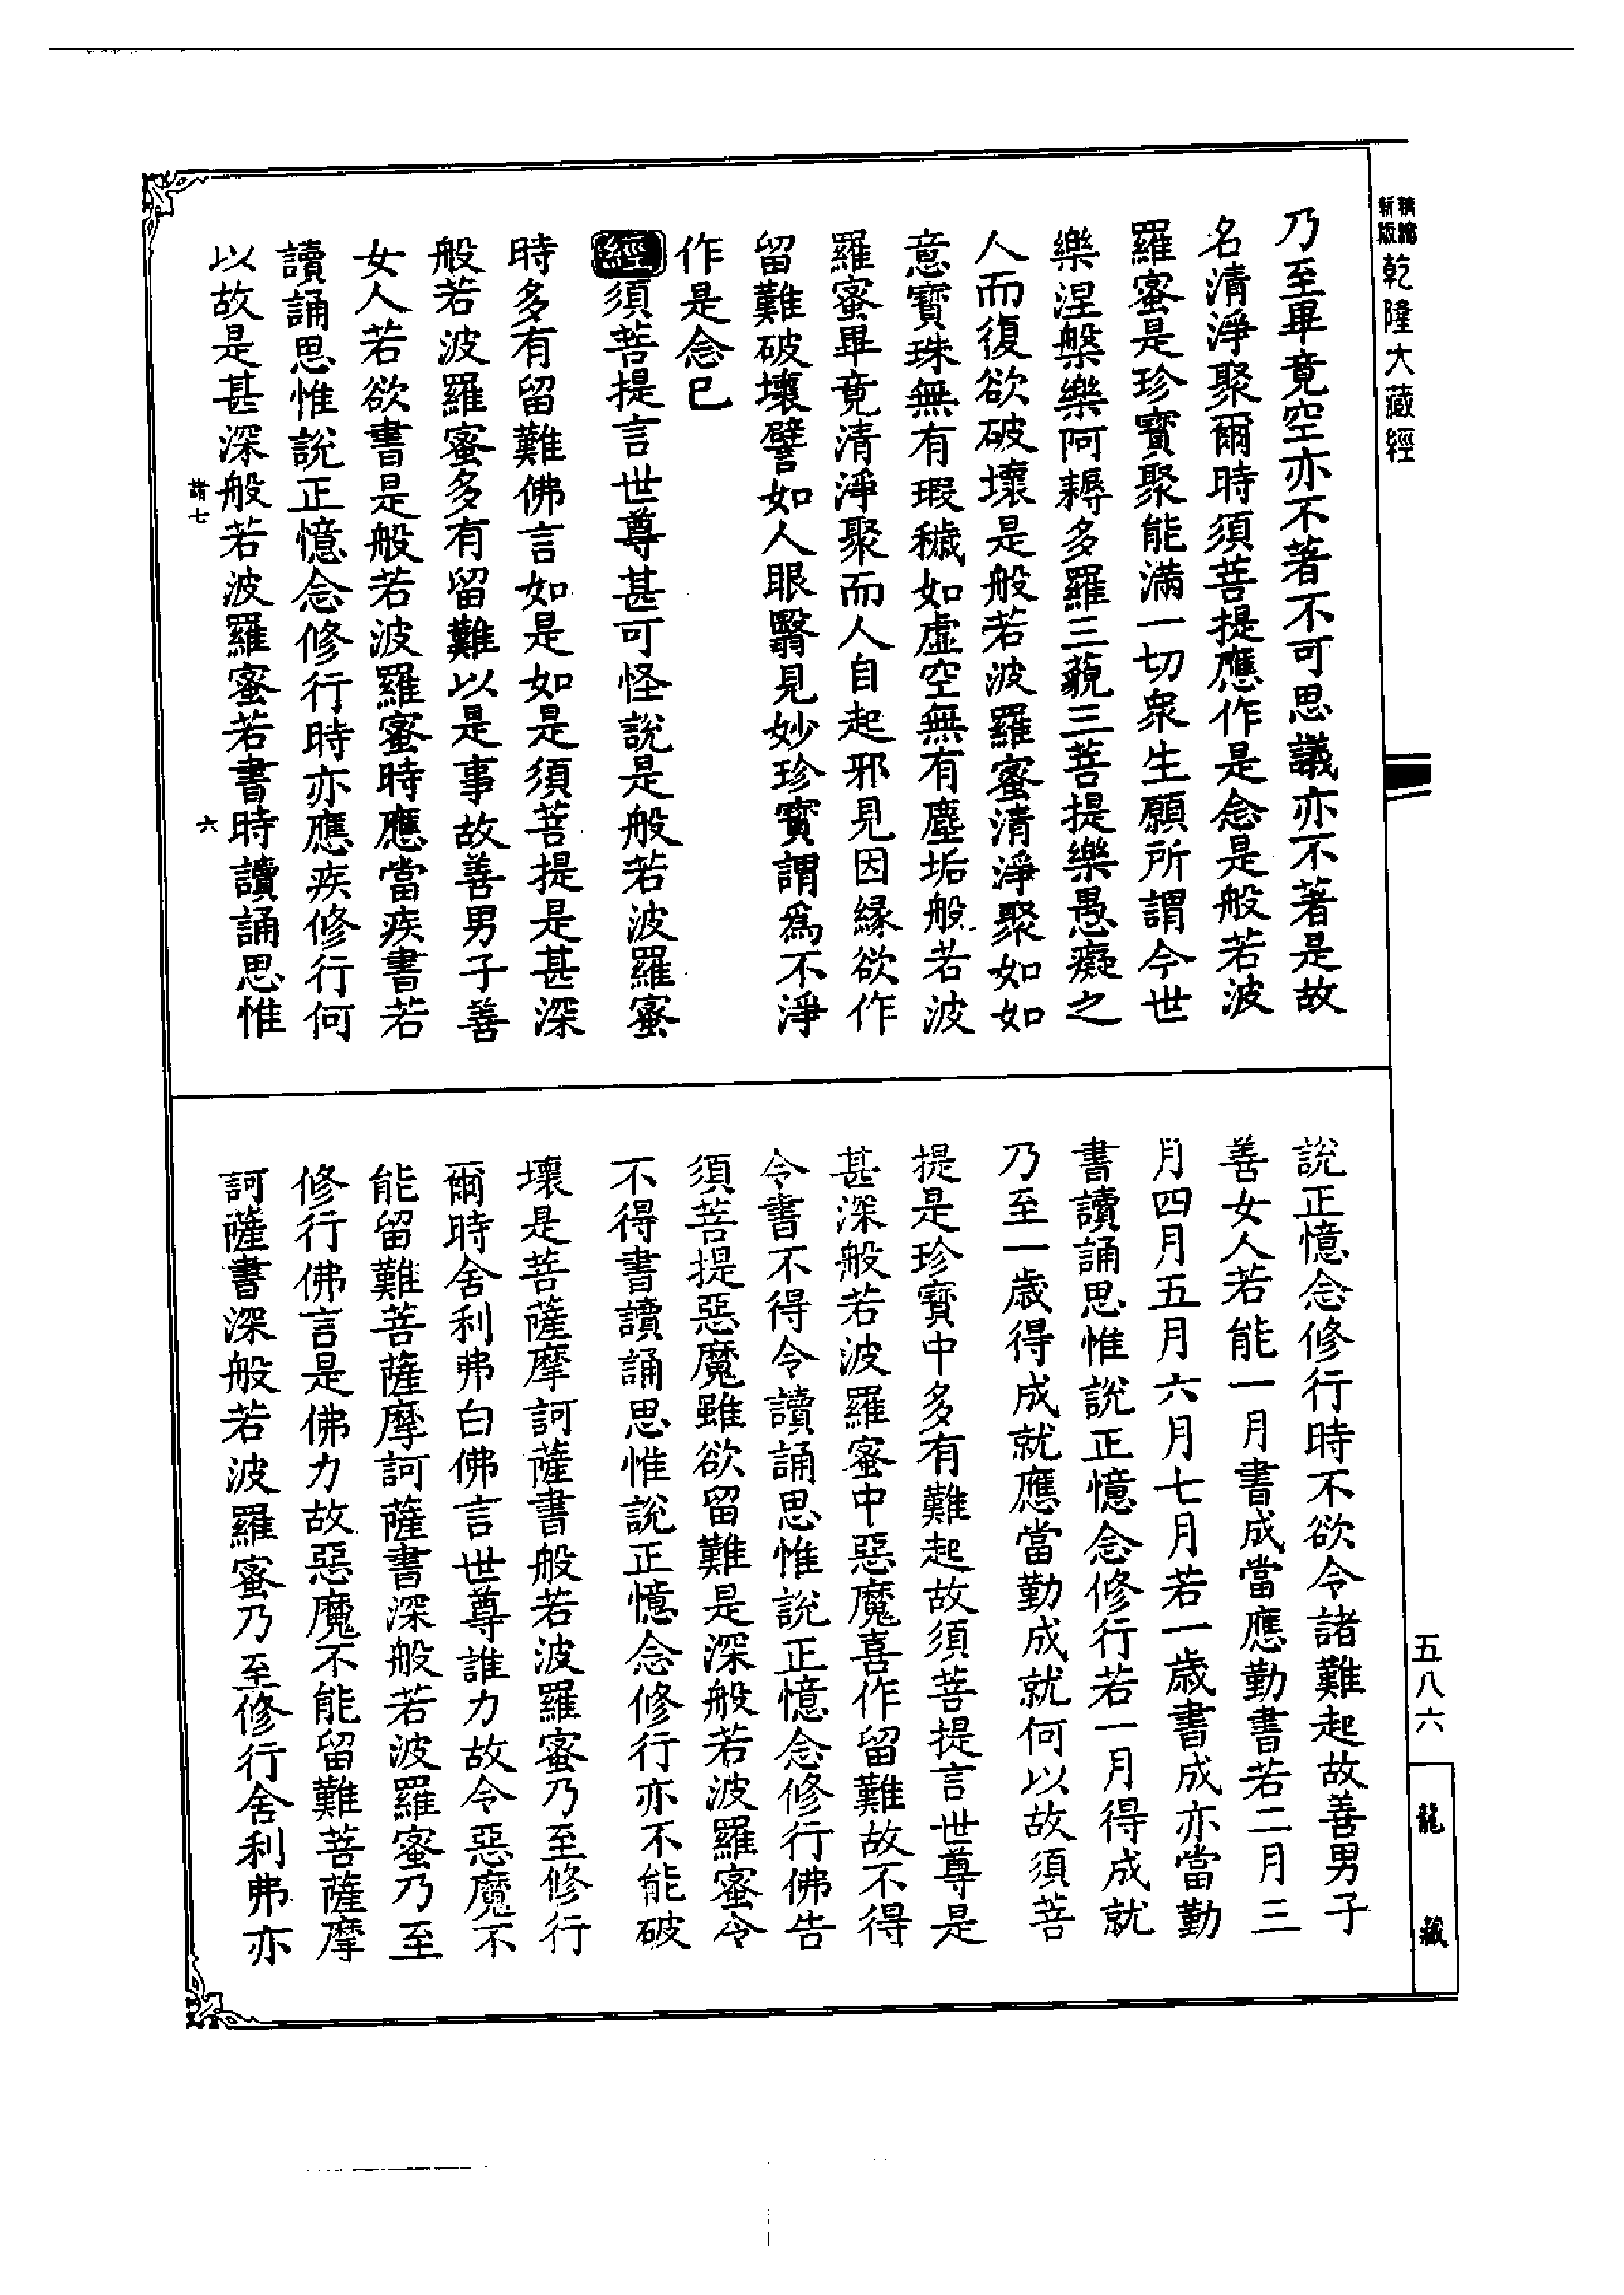 新版精縮乾隆大藏經
乃至畢竟空亦不著不可思議亦不著是故
名清淨聚爾時須菩提應作是念是般若波
羅蜜是珍寶聚能滿一切衆生願所謂今世
樂涅槃樂阿耨多羅三藐三菩提樂愚癡之
人而復欲破壞是般若波羅蜜清淨聚如如
意寶珠無有瑕穢如虛空無有塵垢般若波
羅蜜畢竟清淨聚而人自起邪見因緣欲作
留難破壞譬如人眼翳見妙珍寶謂為不淨
作是念已
經須菩提言世尊甚可怪說是般若波羅蜜
時多有留難佛言如是如是須菩提是甚深
般若波羅蜜多有留難以是事故善男子善
女人若欲書是般若波羅蜜時應當疾書若
讀誦思惟說正憶念修行時亦應疾修行何
以故是甚深般若波羅蜜若書時讀誦思惟
六
說正憶念修行時不欲令諸難起故善男子
善女人若能一月書成當應勤書若二月三
月四月五月六月七月若一歲書成亦當勤
書讀誦思惟說正憶念修行若一月得成就
乃至一歲得成就應當勤成就何以故須菩
提是珍寶中多有難起故須菩提言世尊是
甚深般若波羅蜜中惡魔喜作留難故不得
令書不得令讀誦思惟說正憶念修行佛告
須菩提惡魔雖欲留難是深般若波羅蜜令
不得書讀誦思惟說正憶念修行亦不能破
壞是菩薩摩訶薩書般若波羅蜜乃至修行
爾時舍利弗白佛言世尊誰力故令惡魔不
能留難菩薩摩訶薩書深般若波羅蜜乃至
修行佛言是佛力故惡魔不能留難菩薩摩
訶薩書深般若波羅蜜乃至修行舍利弗亦
五八六
龍藏